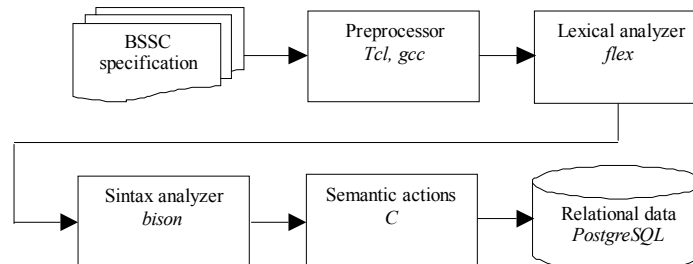 BSSC
specification
Preprocessor
Tcl, gcc
Lexical analyzer
flex
Sintax analyzer
bison
Semantic actions
C
Relational data
PostgreSQL